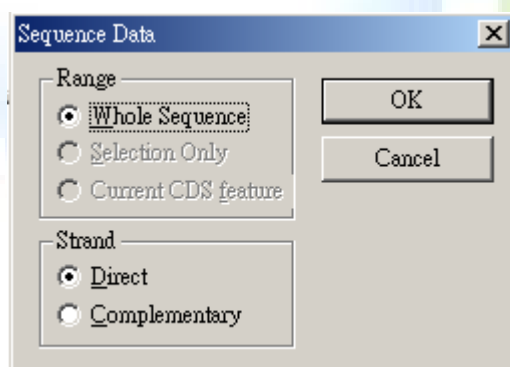 Sequence Data
Range
Whole Sequence
Selection Only
Current CDS feature
OK
Cancel
Strand
Direct
Complementary